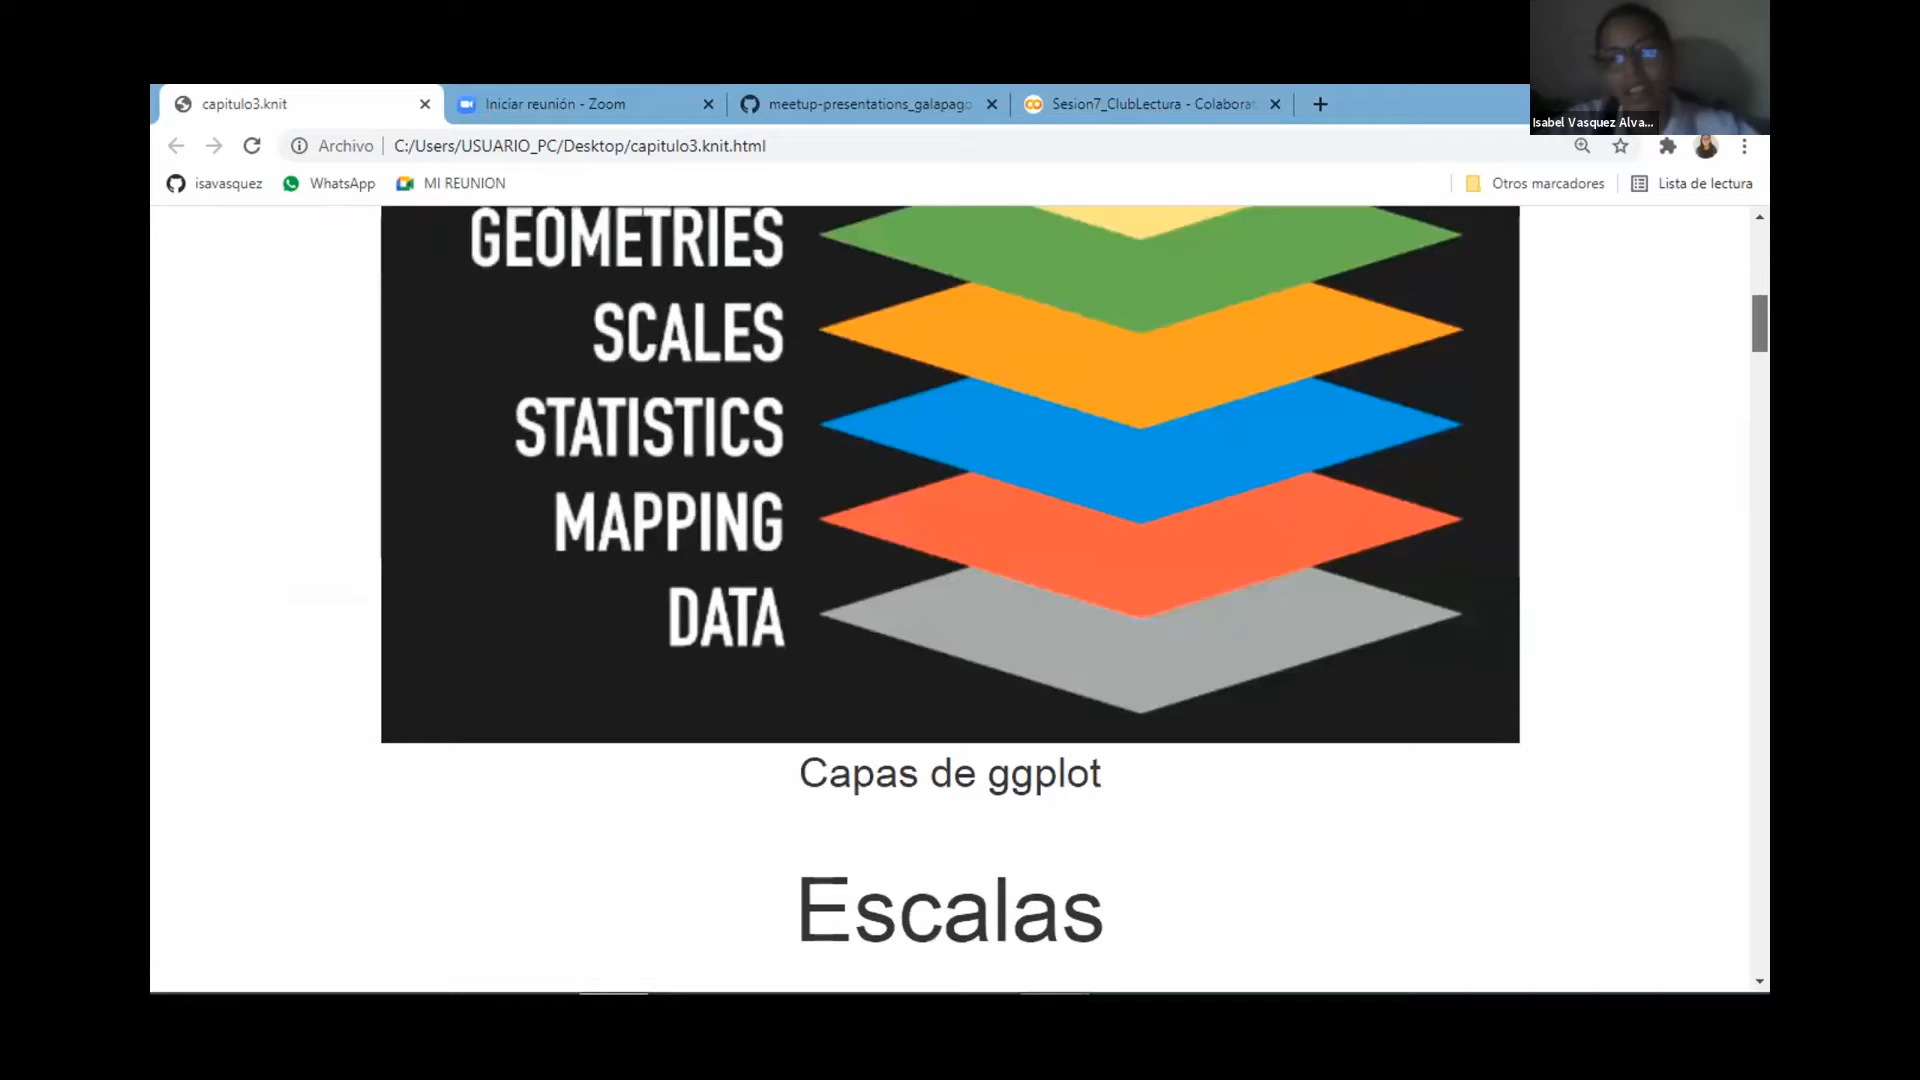 Isabel Vasquez Alva...
capitulo3.knit
Iniciar reunión - Zoom
meetup-presentations_galapago
Sesion7_ClubLectura - Colaborat
Archivo
C:/Users/USUARIO_PC/Desktop/capitulo3.knit.html
isavasquez
WhatsApp
MI REUNION
Otros marcadores
Lista de lectura
GEOMETRIES
SCALES
STATISTICS
MAPPING
DATA
Capas de ggplot
Escalas